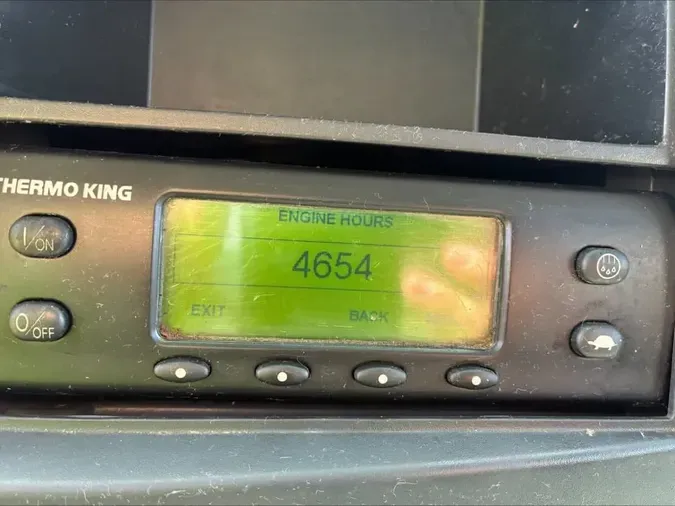 THERMO KING
ENGINE HOURS
I/ON
4654
EXIT BACK
O/OFF